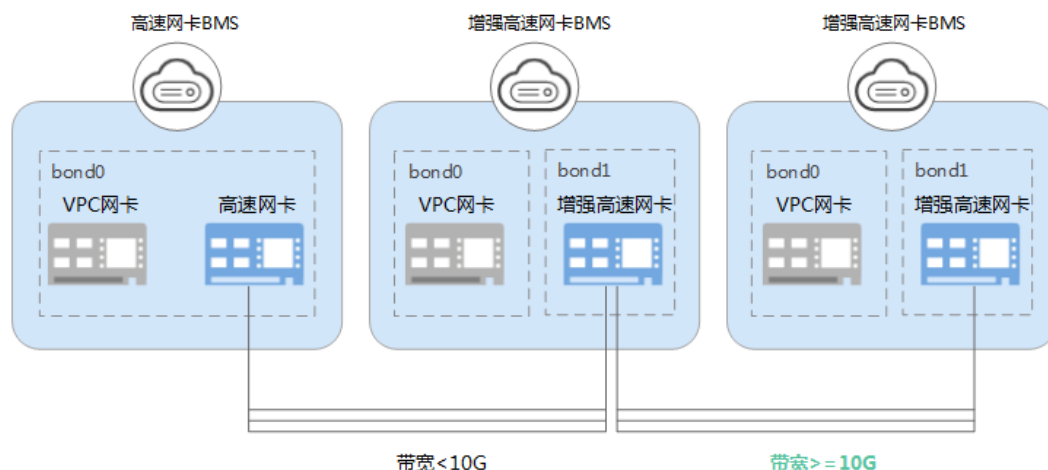 高速网卡BMS
增强高速网卡BMS
增强高速网卡BMS
bond0
VPC网卡
高速网卡
bond0
VPC网卡
bond1
增强高速网卡
bond0
VPC网卡
bond1
增强高速网卡
带宽<10G
带宽>=10G